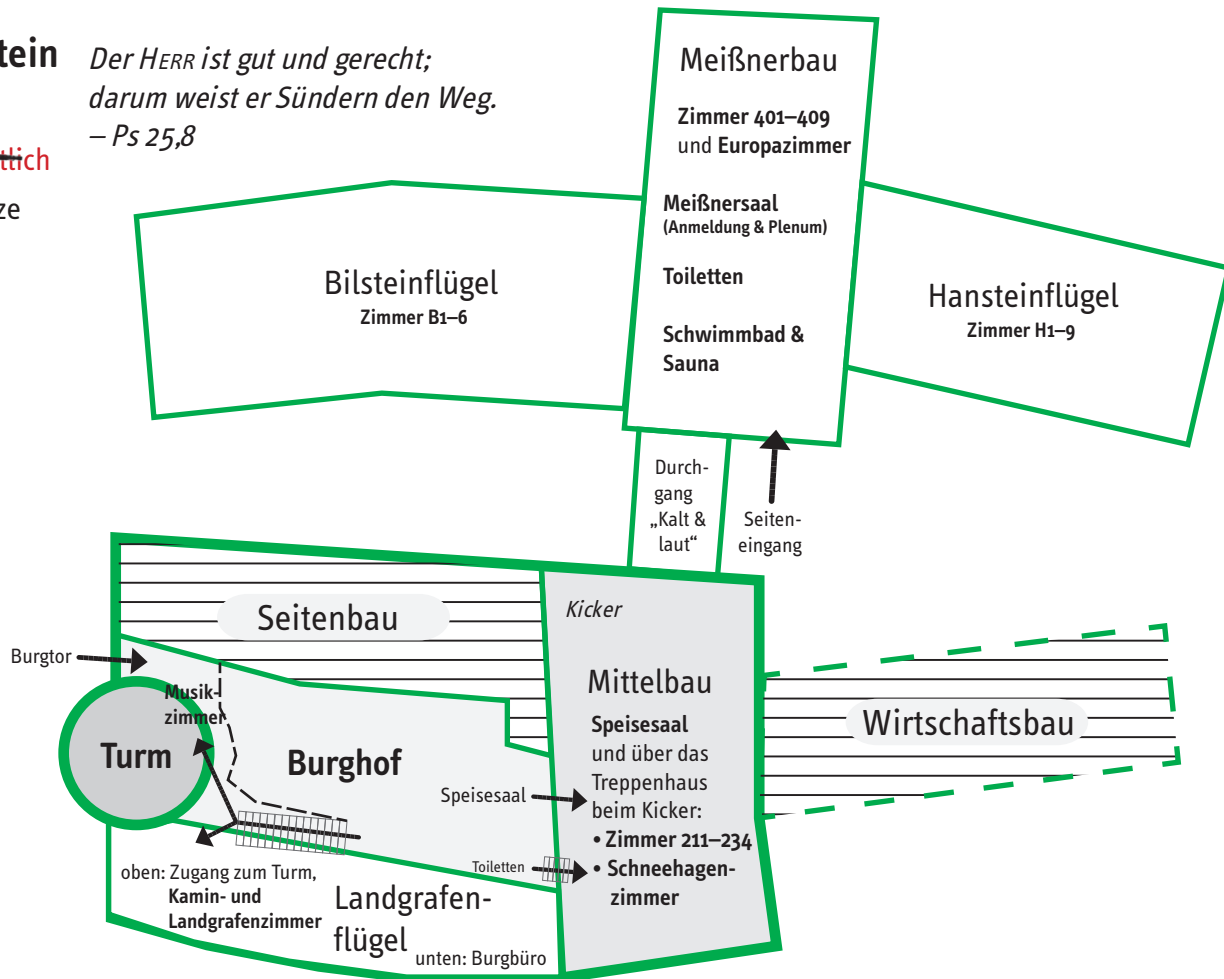 tein
Der HERR ist gut und gerecht;
darum weist er Sündern den Weg.
– Ps 25,8
tlich
ze
Meißnerbau
Zimmer 401–409
und Europazimmer
Meißnersaal
(Anmeldung & Plenum)
Toiletten
Schwimmbad &
Sauna
Bilsteinflügel
Zimmer B1–6
Hansteinflügel
Zimmer H1–9
Durch-
gang
„Kalt &
laut“
Seiten-
eingang
Seitenbau
Kicker
Burgtor
Musik-
zimmer
Turm
Burghof
Mittelbau
Speisesaal
und über das
Treppenhaus
beim Kicker:
• Zimmer 211–234
• Schneehagen-
zimmer
Wirtschaftsbau
Speisesaal
Toiletten
oben: Zugang zum Turm,
Kamin- und
Landgrafenzimmer
Landgrafen-
flügel
unten: Burgbüro